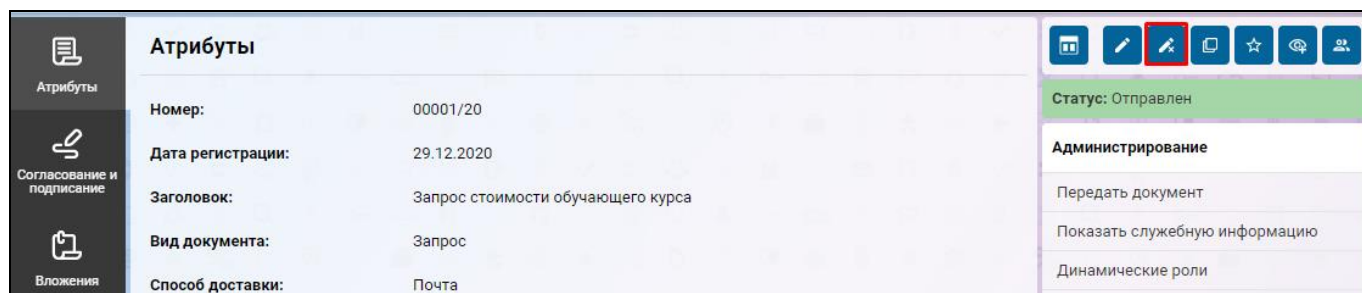 Атрибуты
Согласование и
подписание
Вложения
Атрибуты
Номер: 00001/20
Дата регистрации: 29.12.2020
Заголовок: Запрос стоимости обучающего курса
Вид документа: Запрос
Способ доставки: Почта
Статус: Отправлен
Администрирование
Передать документ
Показать служебную информацию
Динамические роли